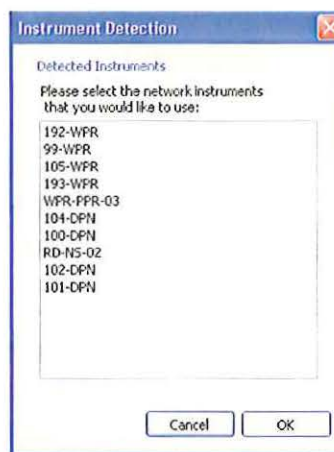 Instrument Detection
Detected Instruments
Please select the network instruments
that you would like to use:
192-WPR
99-WPR
105-WPR
193-WPR
WPR-PPR-03
104-DPN
100-DPN
RD-NS-02
102-DPN
101-DPN
Cancel
OK